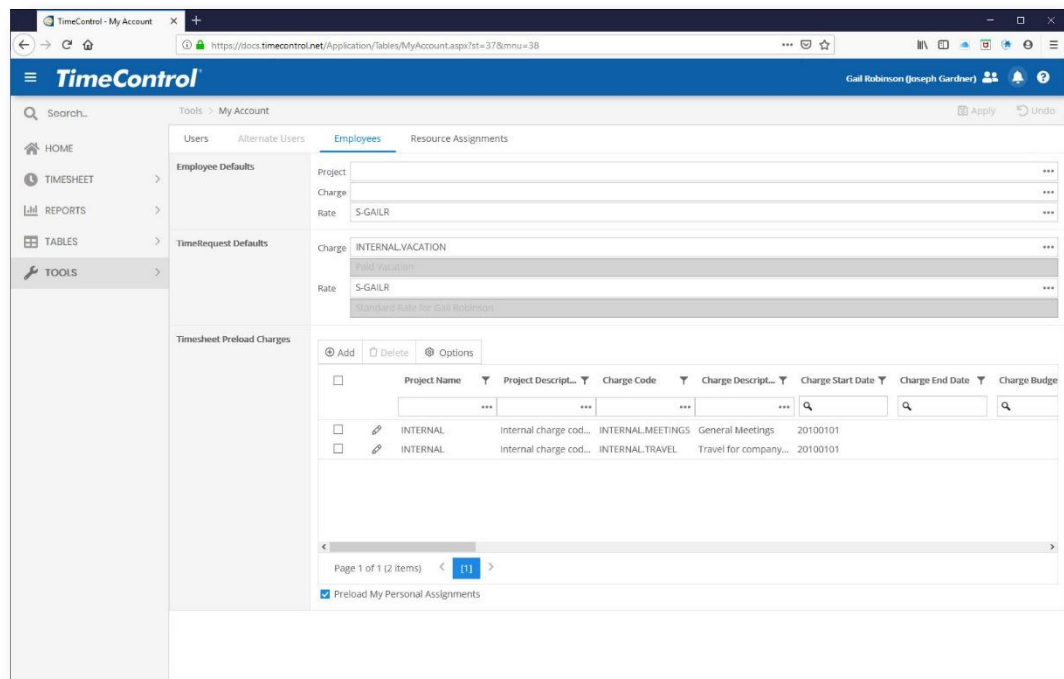 TimeControl - My Account
https://docs.timecontrol.net/Application/Tables/MyAccount.aspx?st=37&mnu=38
TimeControl
Gail Robinson (Joseph Gardner)
Search...
Tools > My Account
Apply Undo
HOME
TIMESHEET
REPORTS
TABLES
TOOLS
Users Alternate Users Employees Resource Assignments
Employee Defaults
Project
Charge
Rate S-GAILR
TimeRequest Defaults
Charge INTERNAL.VACATION
Paid Vacation
Rate S-GAILR
Standard Rate for Gail Robinson
Timesheet Preload Charges
Add Delete Options
Project Name Project Descript... Charge Code Charge Descript... Charge Start Date Charge End Date Charge Budge
INTERNAL Internal charge cod... INTERNAL.MEETINGS General Meetings 20100101
INTERNAL Internal charge cod... INTERNAL.TRAVEL Travel for company... 20100101
Page 1 of 1 (2 items) < [1] >
Preload My Personal Assignments